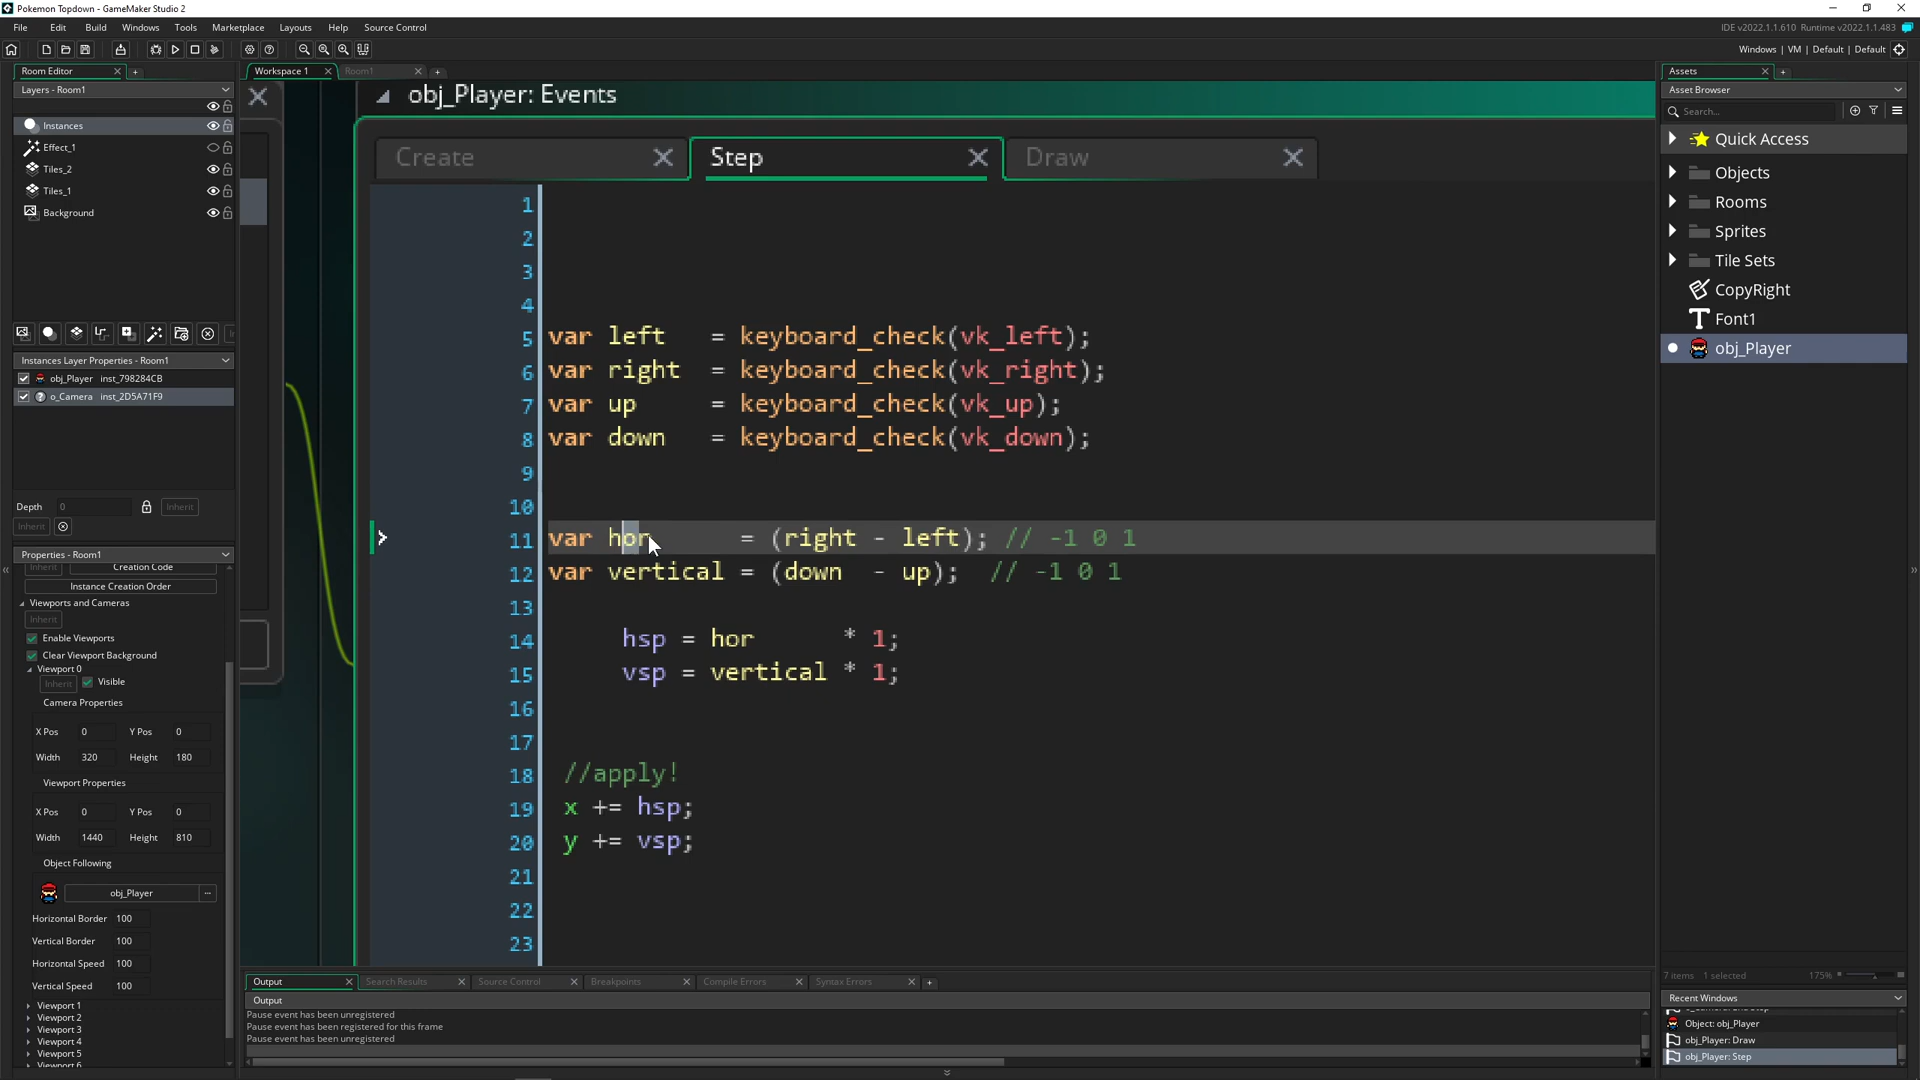 Pokemon Topdown - GameMaker Studio 2
File Edit Build Windows Tools Marketplace Layouts Help Source Control
IDE v2022.1.1.610 Runtime v2022.1.1.483
Windows | VM | Default | Default
Room Editor
Layers - Room1
Instances
Effect_1
Tiles_2
Tiles_1
Background
Instances Layer Properties - Room1
obj_Player inst_798284CB
o_Camera inst_2D5A71F9
Depth 0 Inherit
Inherit
Properties - Room1
Inherit Creation Code
Instance Creation Order
Viewports and Cameras
Inherit
Enable Viewports
Clear Viewport Background
Viewport 0
Inherit Visible
Camera Properties
X Pos 0 Y Pos 0
Width 320 Height 180
Viewport Properties
X Pos 0 Y Pos 0
Width 1440 Height 810
Object Following
obj_Player ...
Horizontal Border 100
Vertical Border 100
Horizontal Speed 100
Vertical Speed 100
Viewport 1
Viewport 2
Viewport 3
Viewport 4
Viewport 5
Viewport 6
Workspace 1 Room1
obj_Player: Events
Create Step Draw
1
2
3
4
5 var left = keyboard_check(vk_left);
6 var right = keyboard_check(vk_right);
7 var up = keyboard_check(vk_up);
8 var down = keyboard_check(vk_down);
9
10
11 var hor = (right - left); // -1 0 1
12 var vertical = (down - up); // -1 0 1
13
14 hsp = hor * 1;
15 vsp = vertical * 1;
16
17
18 //apply!
19 x += hsp;
20 y += vsp;
21
22
23
Output Search Results Source Control Breakpoints Compile Errors Syntax Errors
Output
Pause event has been unregistered
Pause event has been registered for this frame
Pause event has been unregistered
Assets
Asset Browser
Search...
Quick Access
Objects
Rooms
Sprites
Tile Sets
CopyRight
Font1
obj_Player
7 items 1 selected 175%
Recent Windows
Object: obj_Player
obj_Player: Draw
obj_Player: Step